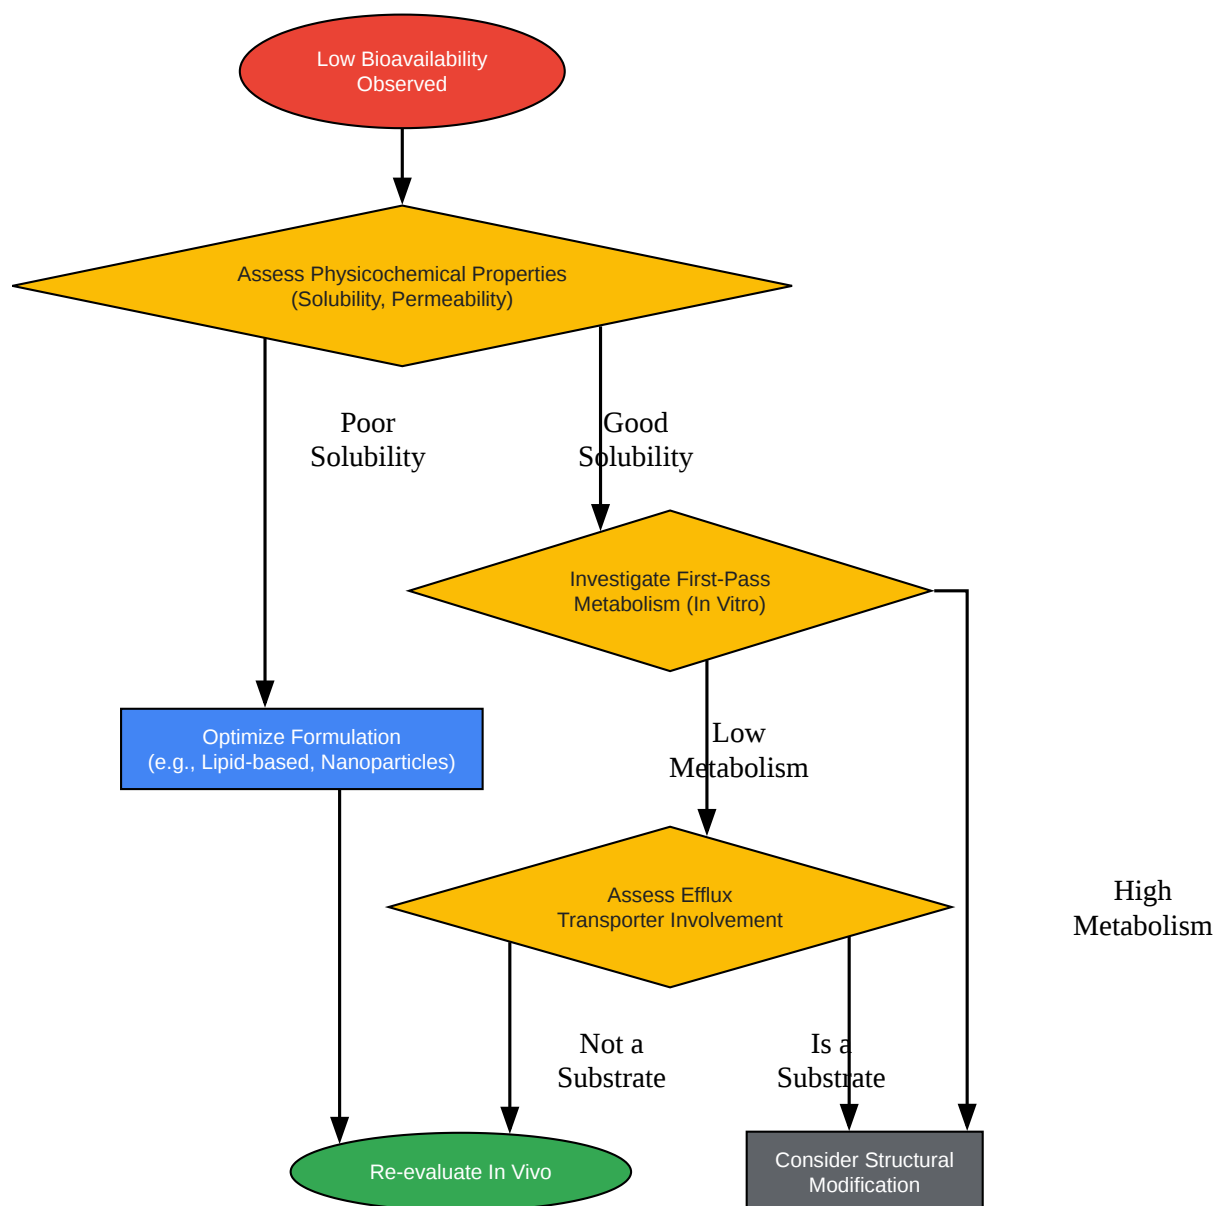 Low Bioavailability
Observed
Assess Physicochemical Properties
(Solubility, Permeability)
Poor
Solubility
Good
Solubility
Investigate First-Pass
Metabolism (In Vitro)
Optimize Formulation
(e.g., Lipid-based, Nanoparticles)
Low
Metabolism
Assess Efflux
Transporter Involvement
High
Metabolism
Not a
Substrate
Is a
Substrate
Re-evaluate In Vivo
Consider Structural
Modification